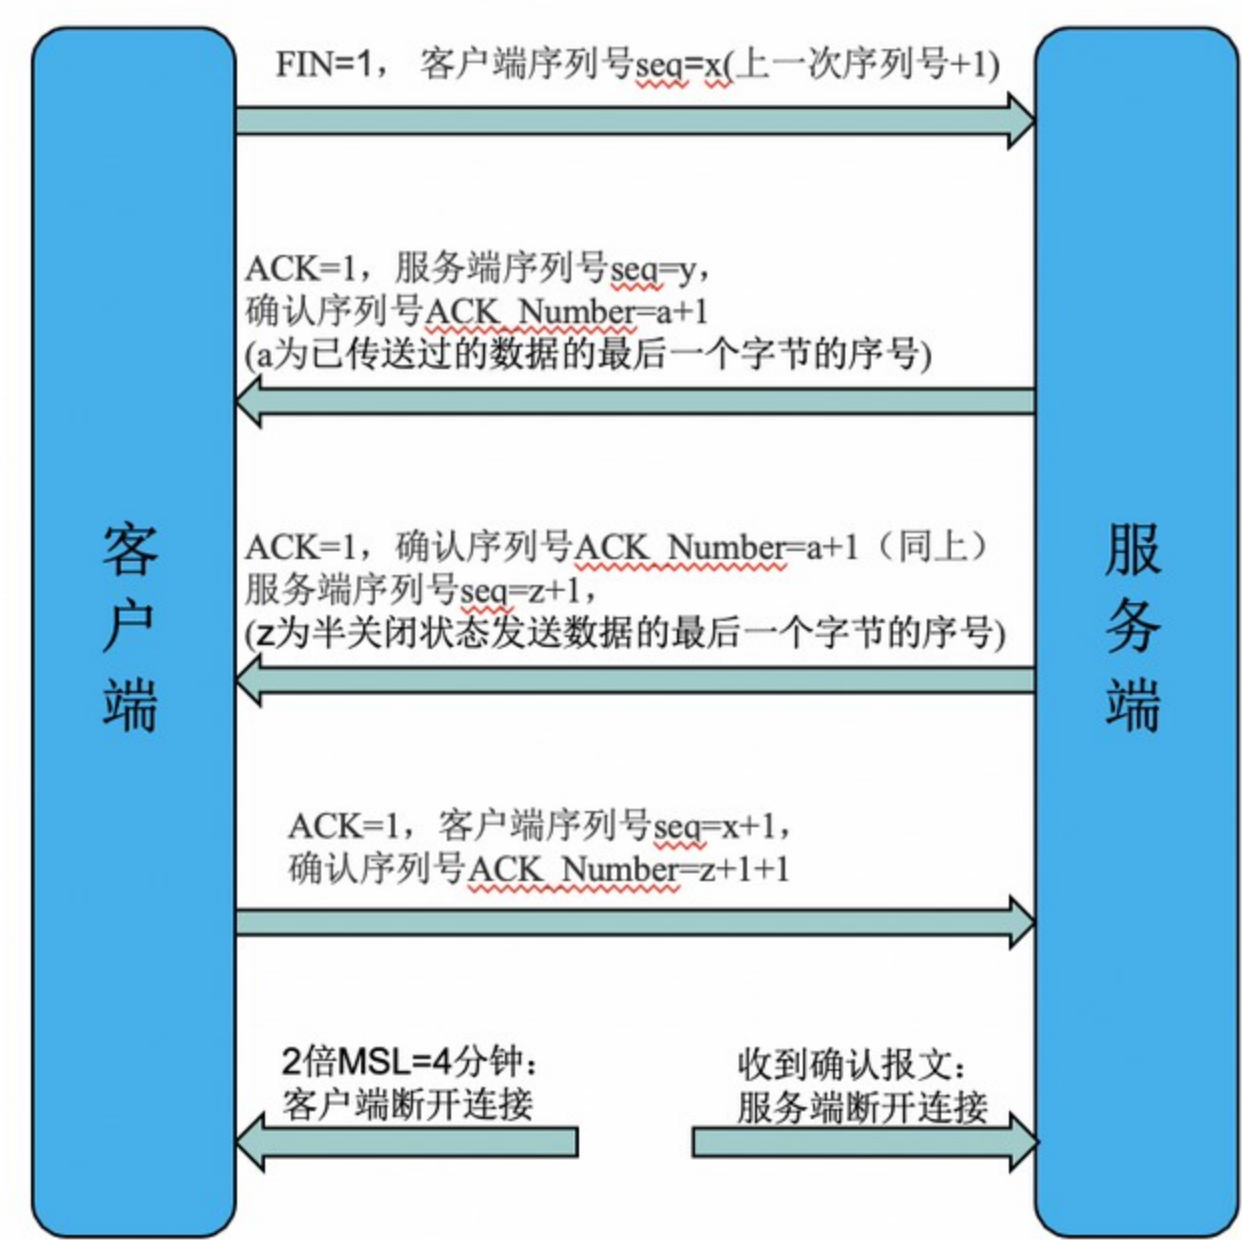 FIN=1， 客户端序列号seq=x(上一次序列号+1)
ACK=1，服务端序列号seq=y，
确认序列号ACK_Number=a+1
(a为已传送过的数据的最后一个字节的序号)
客户端
服务端
ACK=1，确认序列号ACK_Number=a+1（同上）
服务端序列号seq=z+1，
(z为半关闭状态发送数据的最后一个字节的序号)
ACK=1，客户端序列号seq=x+1，
确认序列号ACK_Number=z+1+1
2倍MSL=4分钟：
客户端断开连接
收到确认报文：
服务端断开连接